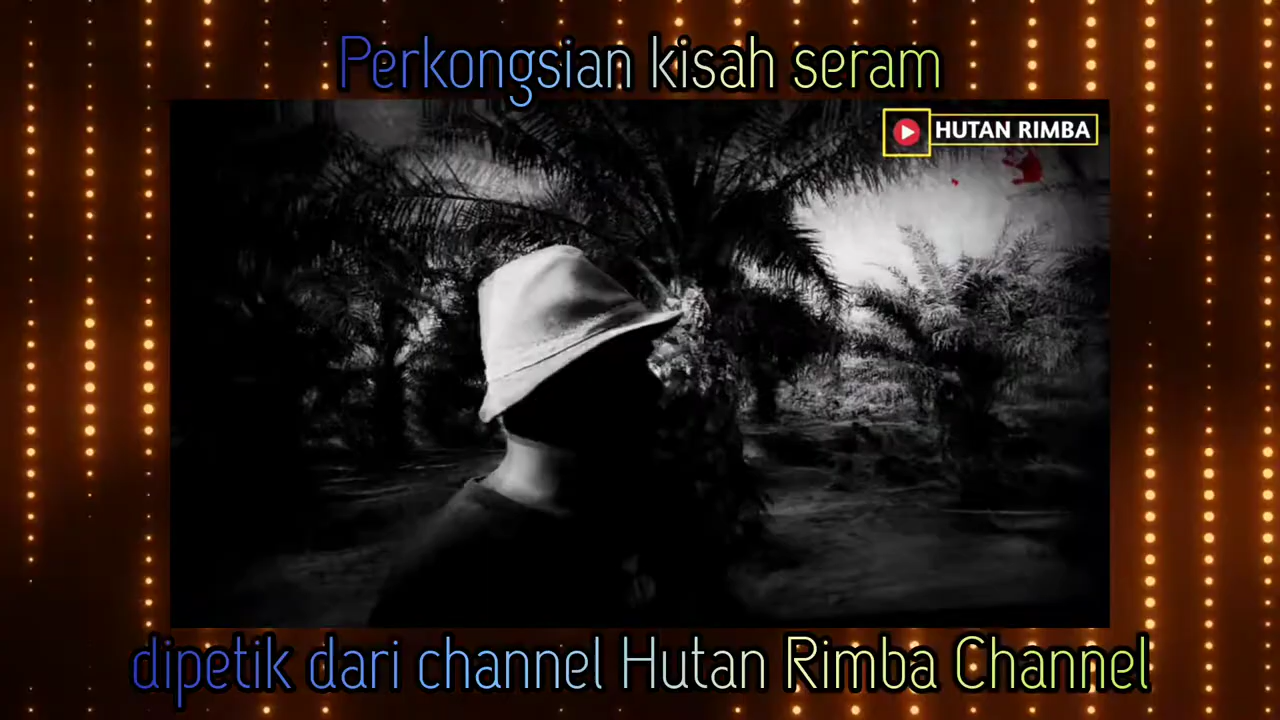 Perkongsian kisah seram
HUTAN RIMBA
dipetik dari channel Hutan Rimba Channel